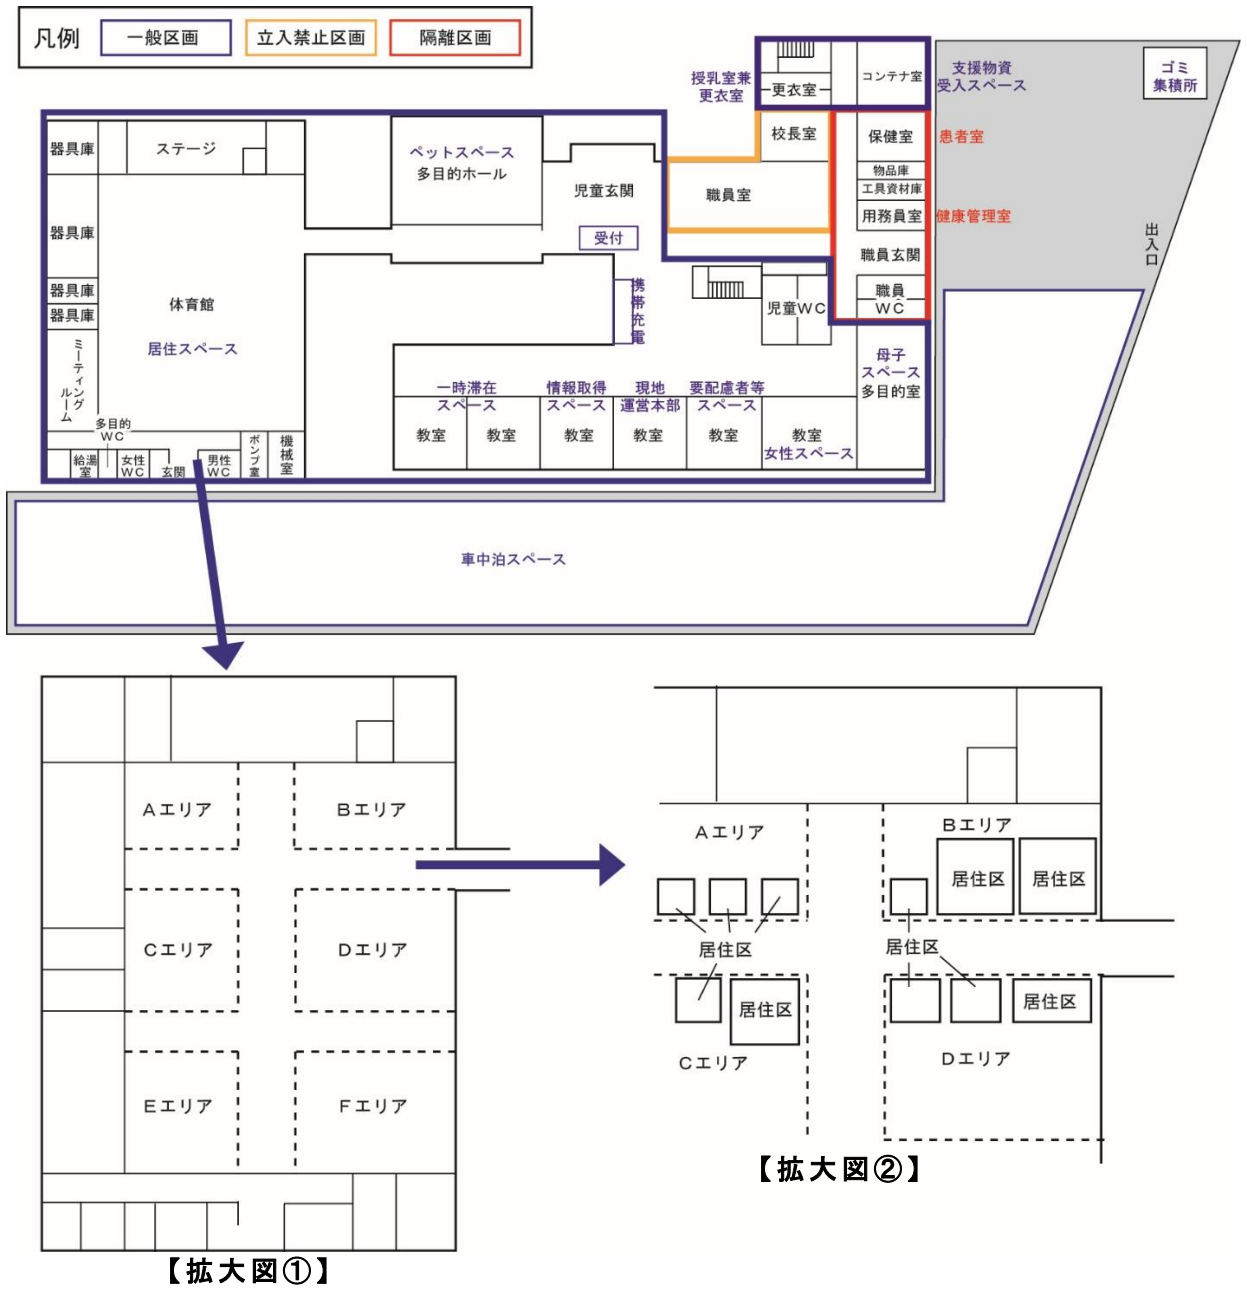 凡例
一般区画
立入禁止区画
隔離区画
授乳室兼
更衣室
更衣室
コンテナ室
支援物資
受入スペース
ゴミ
集積所
校長室
保健室
患者室
物品庫
工具資材庫
職員室
用務員室
健康管理室
職員玄関
出入口
職員
WC
児童WC
器具庫
ステージ
ペットスペース
多目的ホール
児童玄関
受付
携帯充電
器具庫
器具庫
器具庫
体育館
居住スペース
ミーティング
ルーム
多目的
WC
給湯
室
女性
WC
玄関
男性
WC
ポンプ室
機械室
一時滞在
スペース
情報取得
スペース
現地
運営本部
要配慮者等
スペース
母子
スペース
多目的室
教室
教室
教室
教室
教室
教室
女性スペース
車中泊スペース
Aエリア
Bエリア
Cエリア
Dエリア
Eエリア
Fエリア
【拡大図①】
Aエリア
Bエリア
居住区
居住区
居住区
居住区
居住区
居住区
Cエリア
Dエリア
【拡大図②】